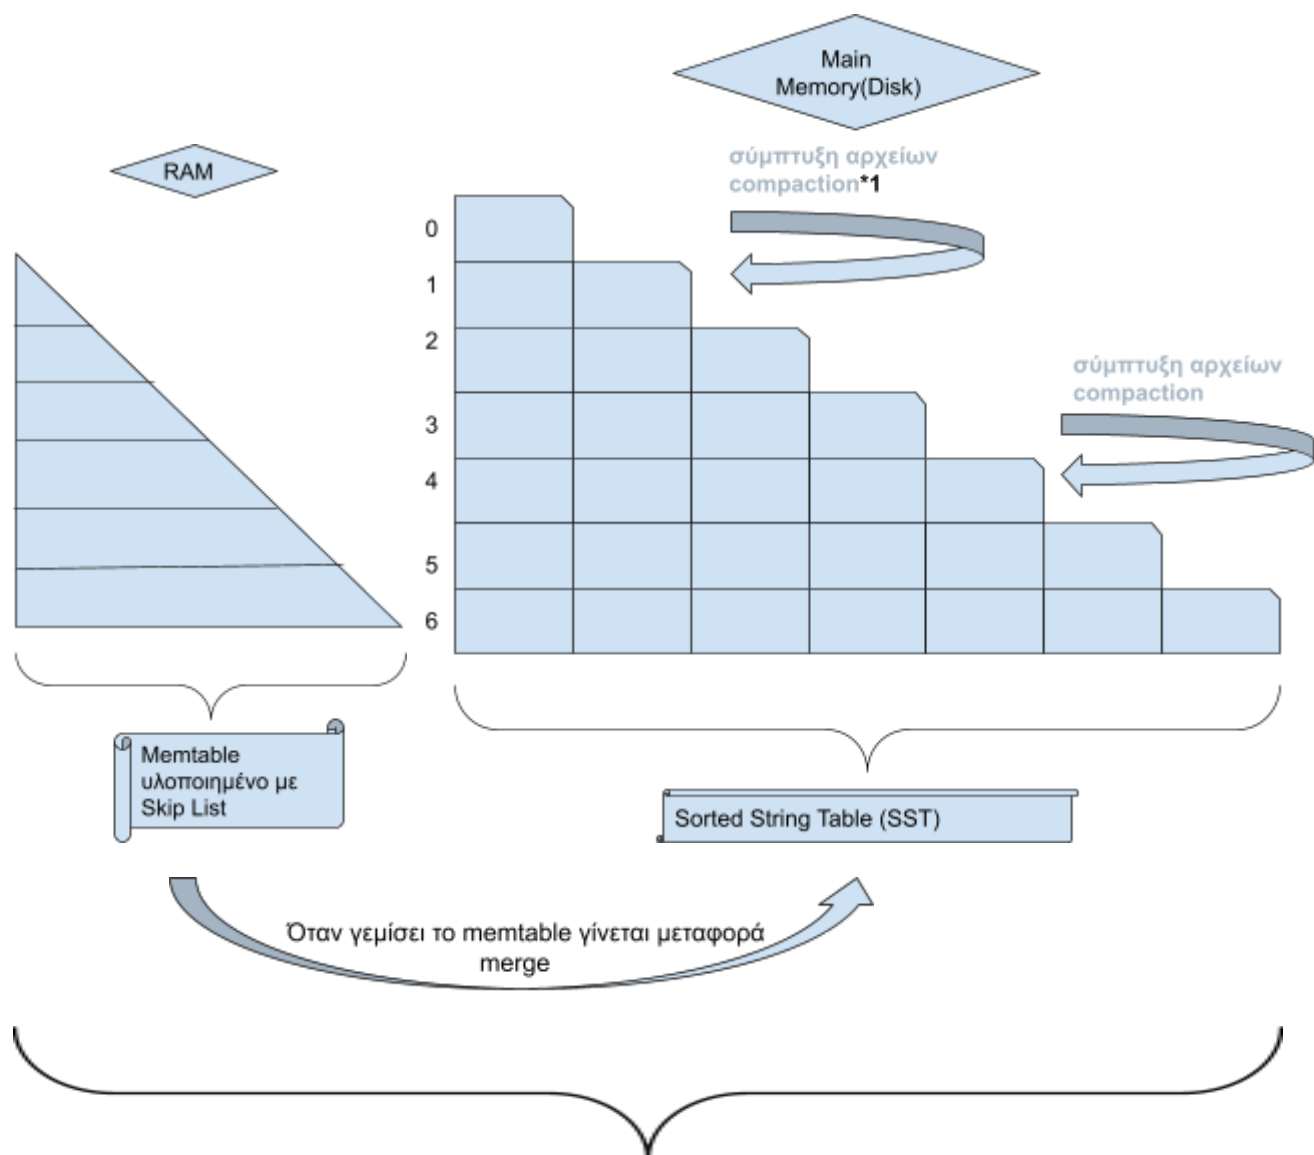 Main
Memory(Disk)
RAM
σύμπτυξη αρχείων
compaction*1
0
1
2
3
4
5
6
σύμπτυξη αρχείων
compaction
Memtable
υλοποιημένο με
Skip List
Sorted String Table (SST)
Όταν γεμίσει το memtable γίνεται μεταφορά
merge